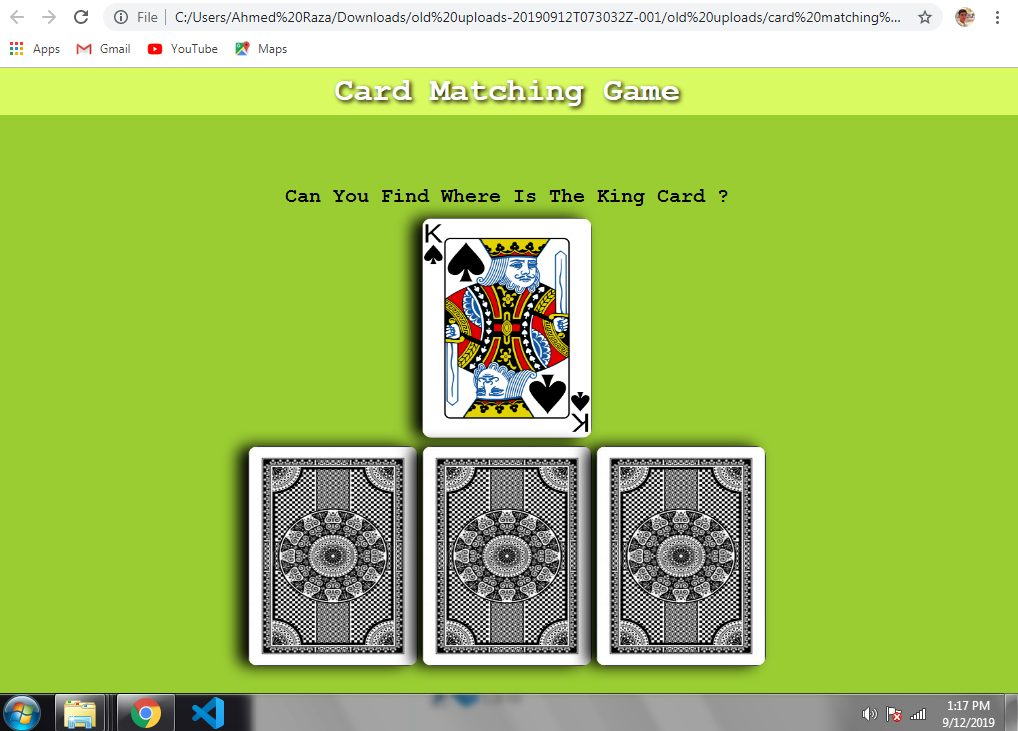 File C:/Users/Ahmed%20Raza/Downloads/old%20uploads-20190912T073032Z-001/old%20uploads/card%20matching%...
Apps Gmail YouTube Maps
Card Matching Game
Can You Find Where Is The King Card ?
K
K
1:17 PM
9/12/2019